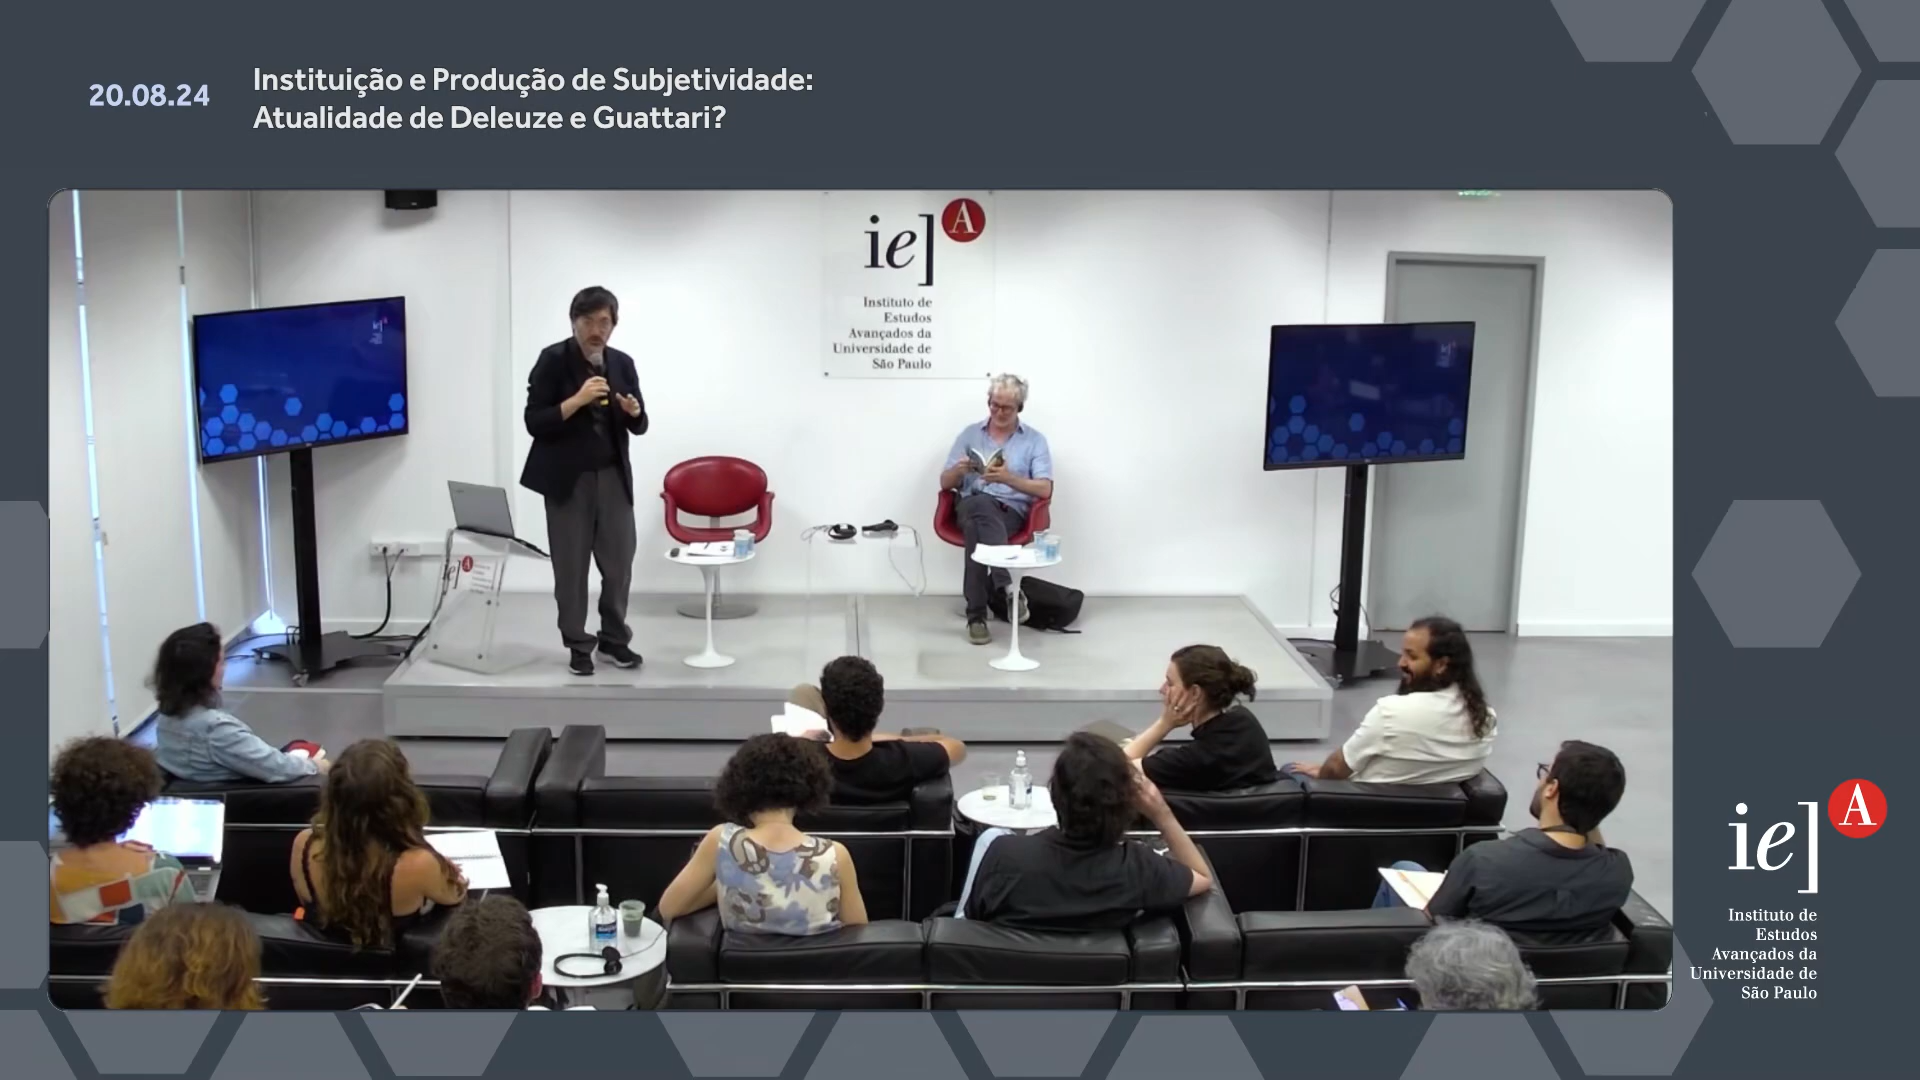 20.08.24
Instituição e Produção de Subjetividade:
Atualidade de Deleuze e Guattari?
ie] A
Instituto de
Estudos
Avançados da
Universidade de
São Paulo
ie] A
ie] A
Instituto de
Estudos
Avançados da
Universidade de
São Paulo